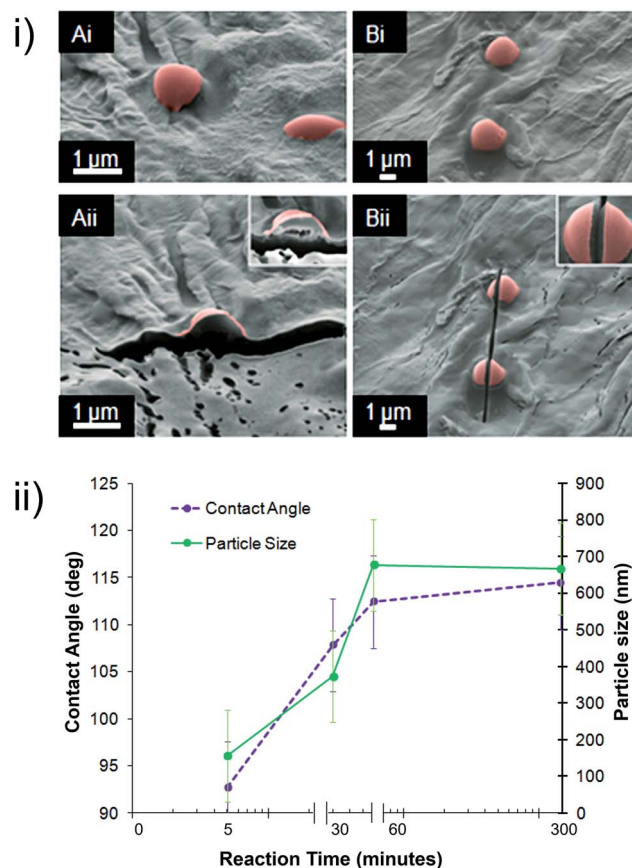 i)
Ai
1 µm
Bi
1 µm
Aii
1 µm
Bii
1 µm
ii)
Contact Angle (deg)
125
120
115
110
105
100
95
90
Contact Angle
Particle Size
900
800
700
600
500
400
300
200
100
0
Particle size (nm)
0
5
30
60
300
Reaction Time (minutes)